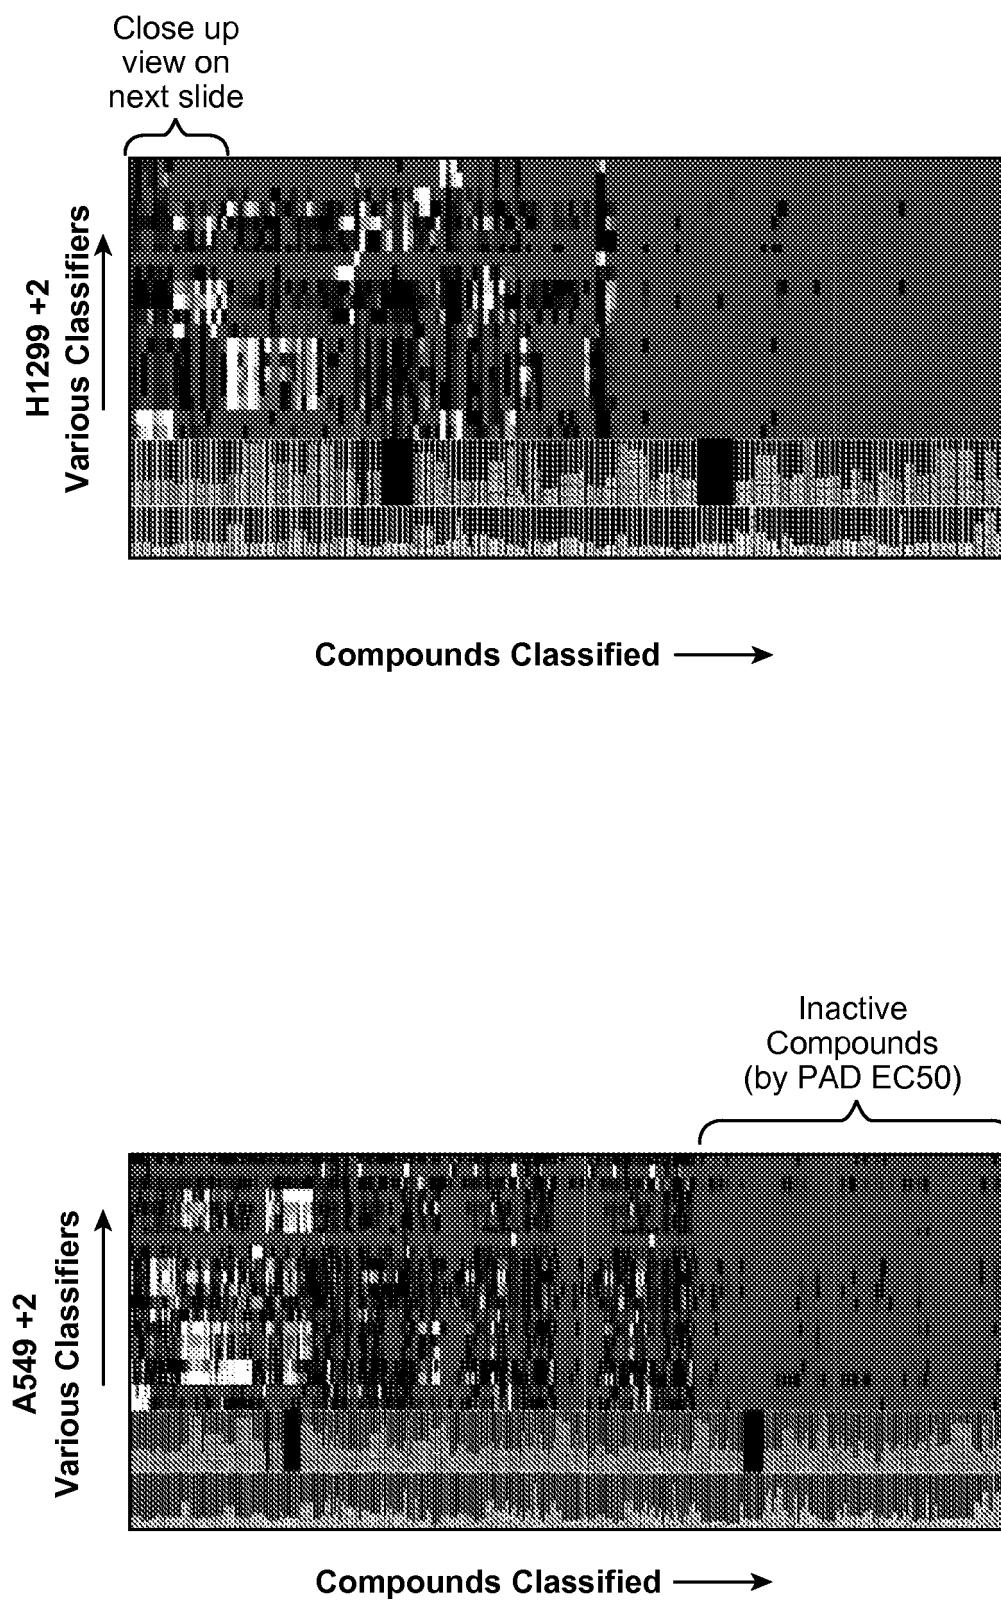 Close up
view on
next slide
H1299 +2
Various Classifiers
Compounds Classified
Inactive
Compounds
(by PAD EC50)
A549 +2
Various Classifiers
Compounds Classified